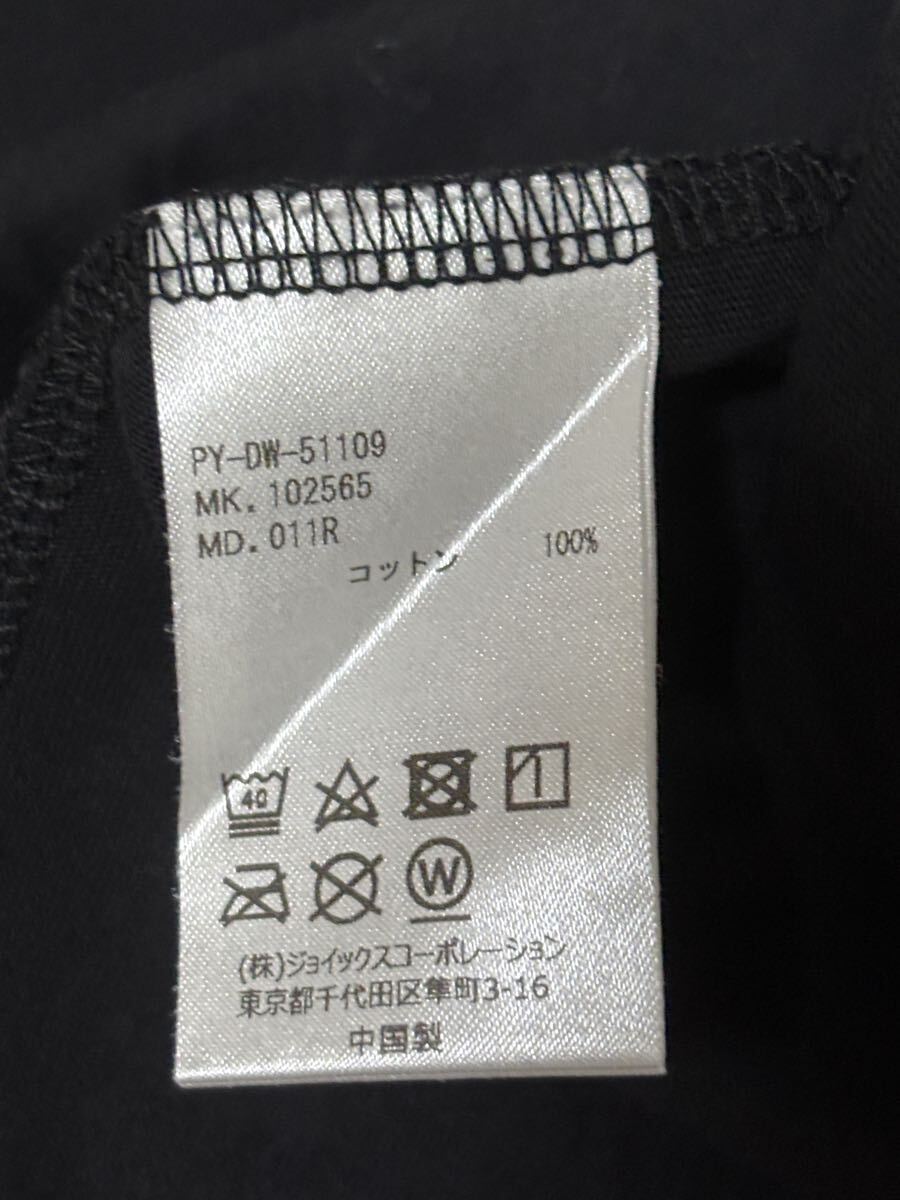 PY-DW-51109
MK. 102565
MD. 011R
コットン 100%
40
W
(株)ジョイックスコーポレーション
東京都千代田区隼町3-16
中国製